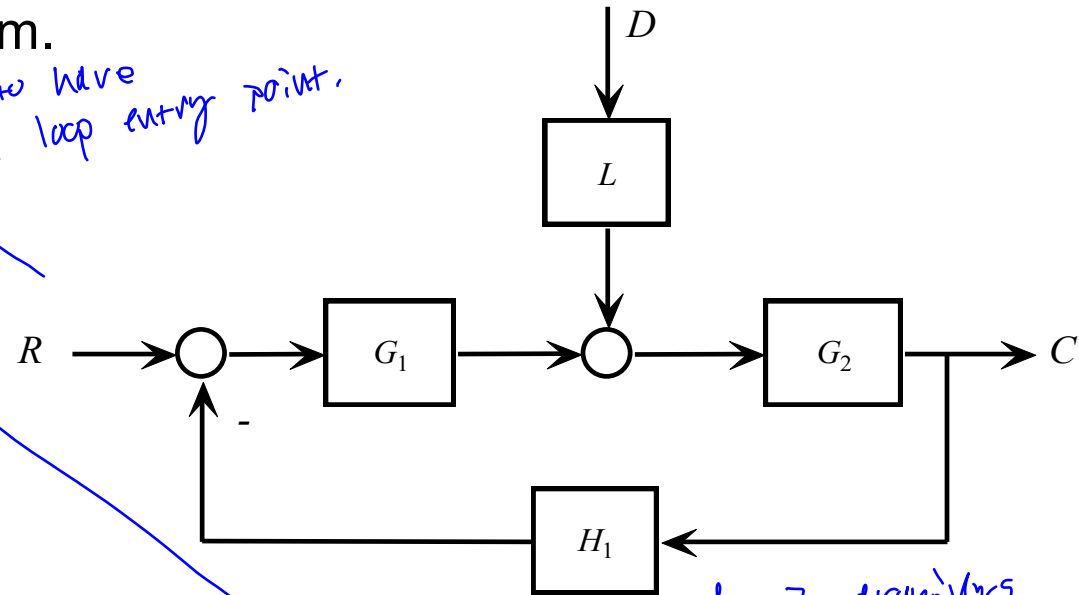 m.
D
to have
loop entry point.
L
R
G₁
G₂
C
-
H₁